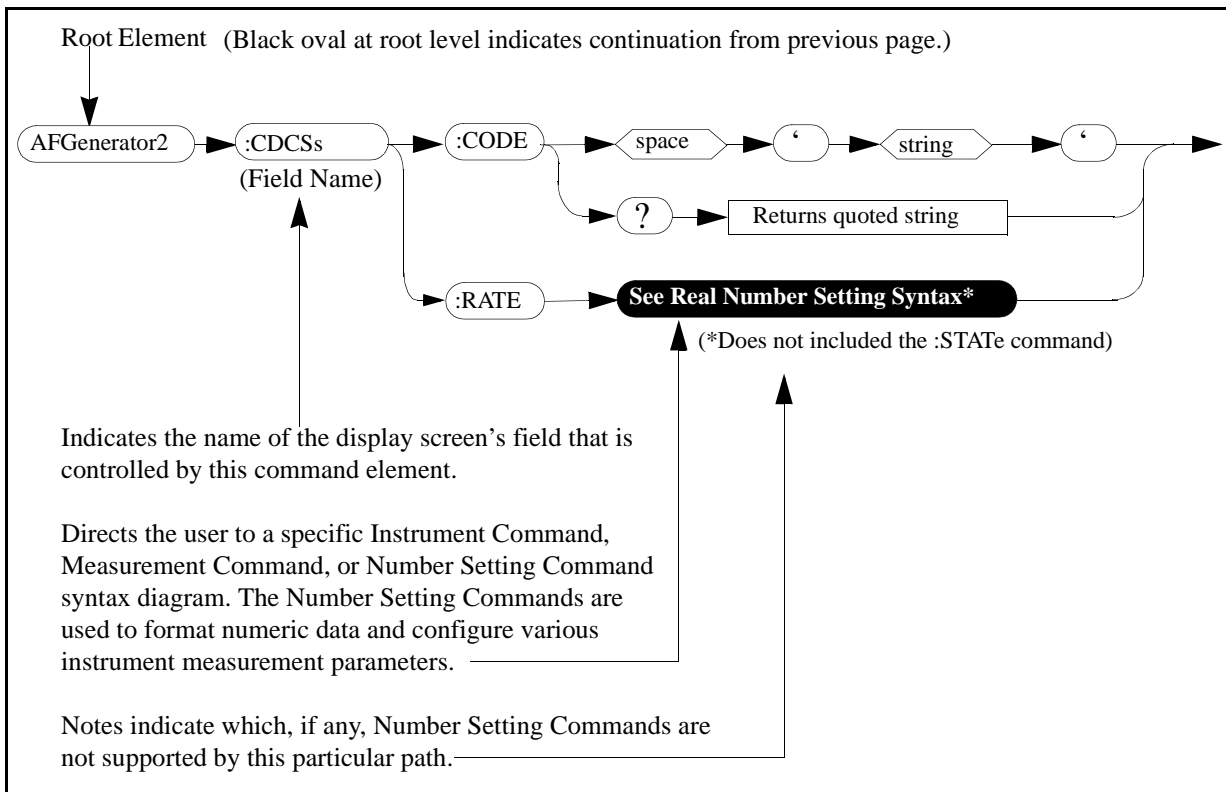 Root Element (Black oval at root level indicates continuation from previous page.)
AFGenerator2 :CDCSs :CODE space ‘ string ‘
(Field Name)
? Returns quoted string
:RATE See Real Number Setting Syntax*
(*Does not included the :STATe command)
Indicates the name of the display screen’s field that is
controlled by this command element.
Directs the user to a specific Instrument Command,
Measurement Command, or Number Setting Command
syntax diagram. The Number Setting Commands are
used to format numeric data and configure various
instrument measurement parameters.
Notes indicate which, if any, Number Setting Commands are
not supported by this particular path.